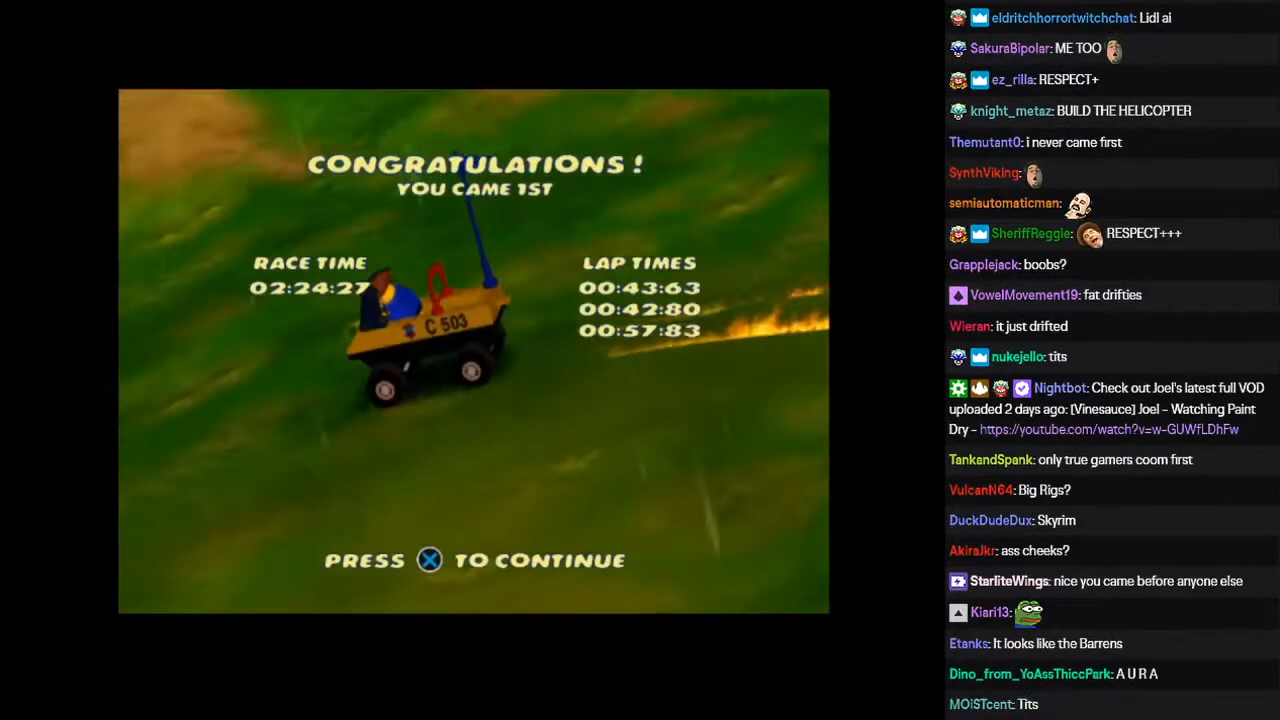 CONGRATULATIONS !
YOU CAME 1ST
RACE TIME
02:24:27
LAP TIMES
00:43:63
00:42:80
00:57:83
C 503
PRESS TO CONTINUE
eldritchhorrortwitchchat: Lidl ai
SakuraBipolar: ME TOO
ez_rilla: RESPECT+
knight_metaz: BUILD THE HELICOPTER
Themutant0: i never came first
SynthViking:
semiautomaticman:
SheriffReggie: RESPECT+++
Grapplejack: boobs?
VowelMovement19: fat drifties
Wieran: it just drifted
nukejello: tits
Nightbot: Check out Joel's latest full VOD
uploaded 2 days ago: [Vinesauce] Joel - Watching Paint
Dry - https://youtube.com/watch?v=w-GUWfLDhFw
TankandSpank: only true gamers coom first
VulcanN64: Big Rigs?
DuckDudeDux: Skyrim
AkiraJkr: ass cheeks?
StarliteWings: nice you came before anyone else
Kiari13:
Etanks: It looks like the Barrens
Dino_from_YoAssThiccPark: A U R A
MOiSTcent: Tits